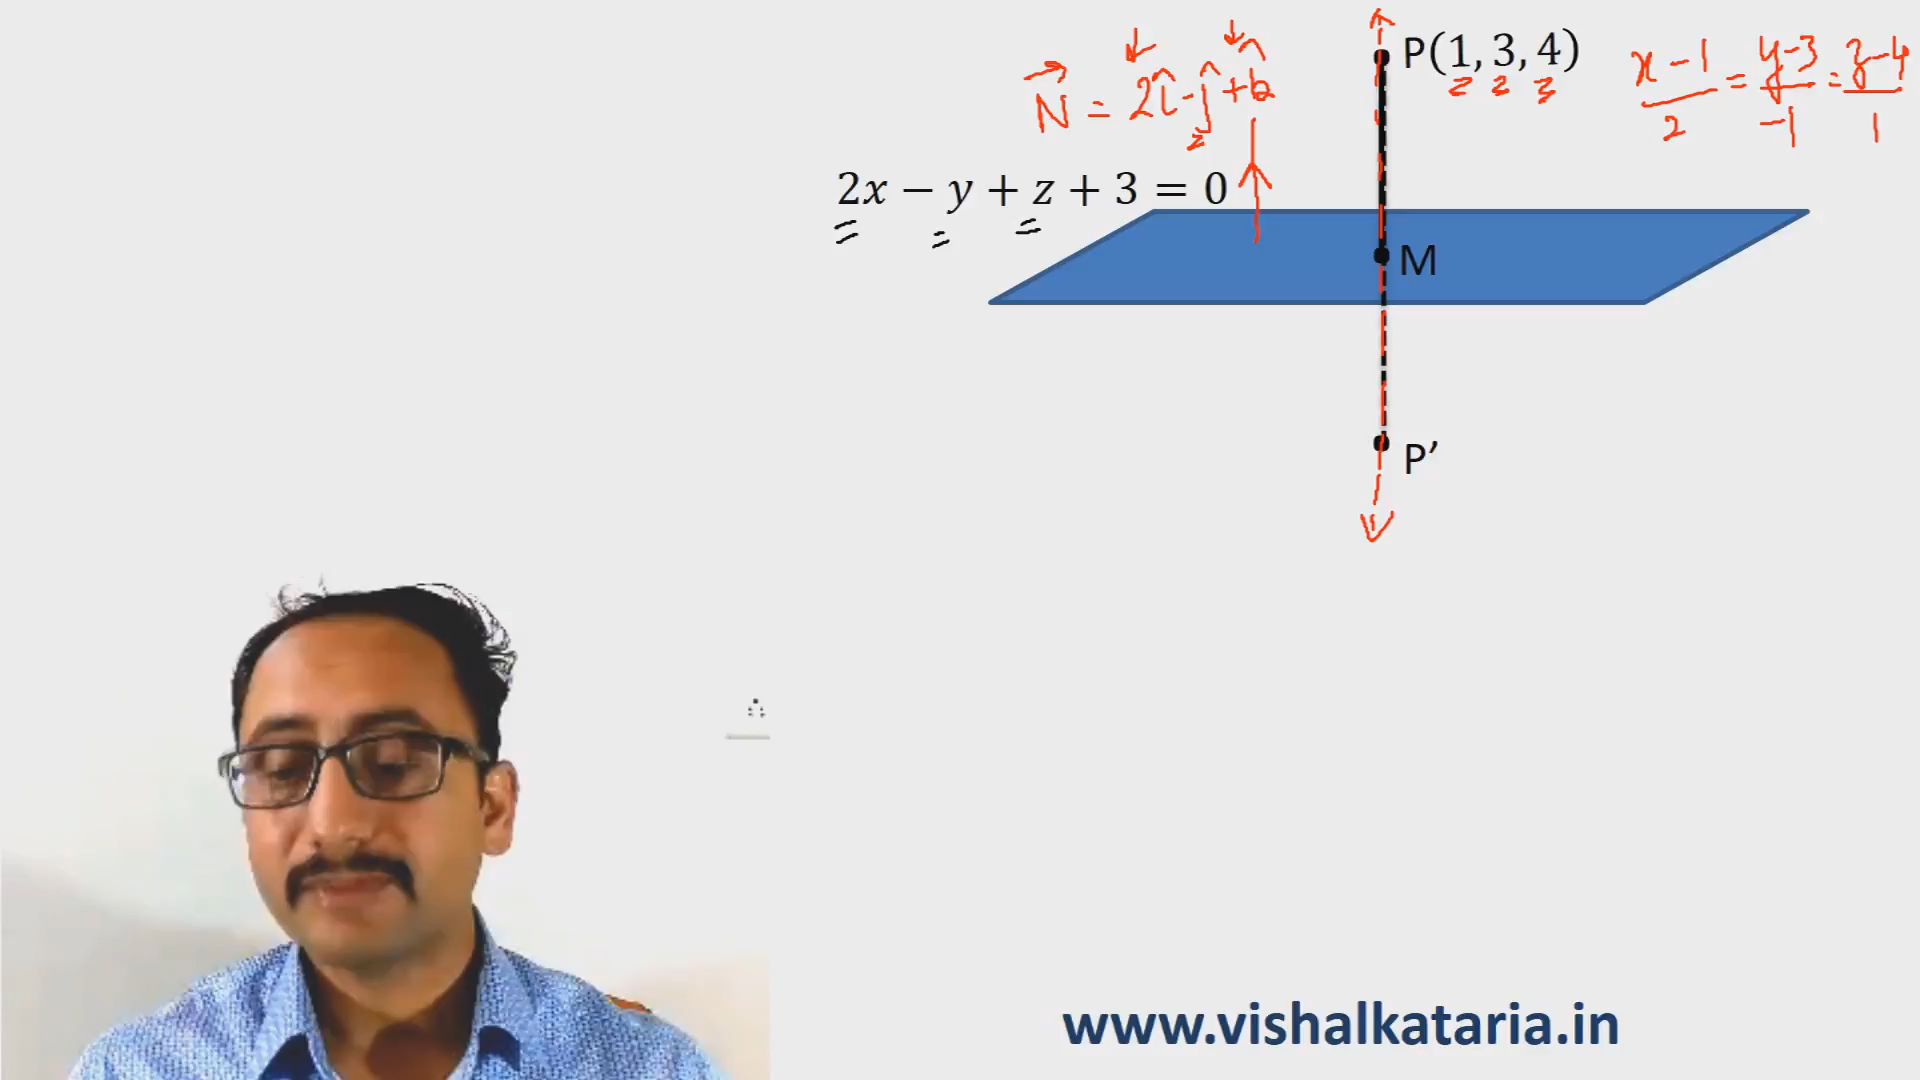 N⃗ = 2î - ĵ + k̂
P(1, 3, 4)
x-1/2 = y-3/-1 = z-4/1
2x − y + z + 3 = 0
M
P’
www.vishalkataria.in